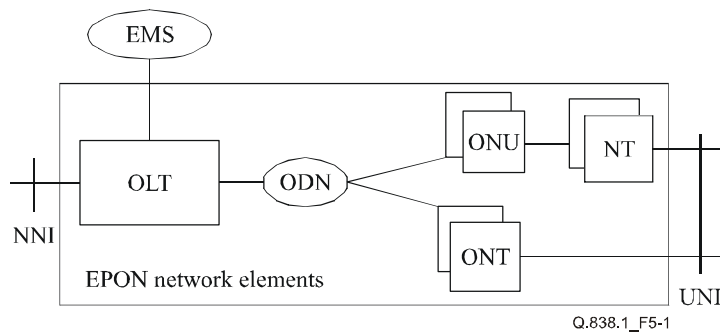 EMS
ONU
NT
OLT
ODN
NNI
ONT
EPON network elements
UNI
Q.838.1_F5-1